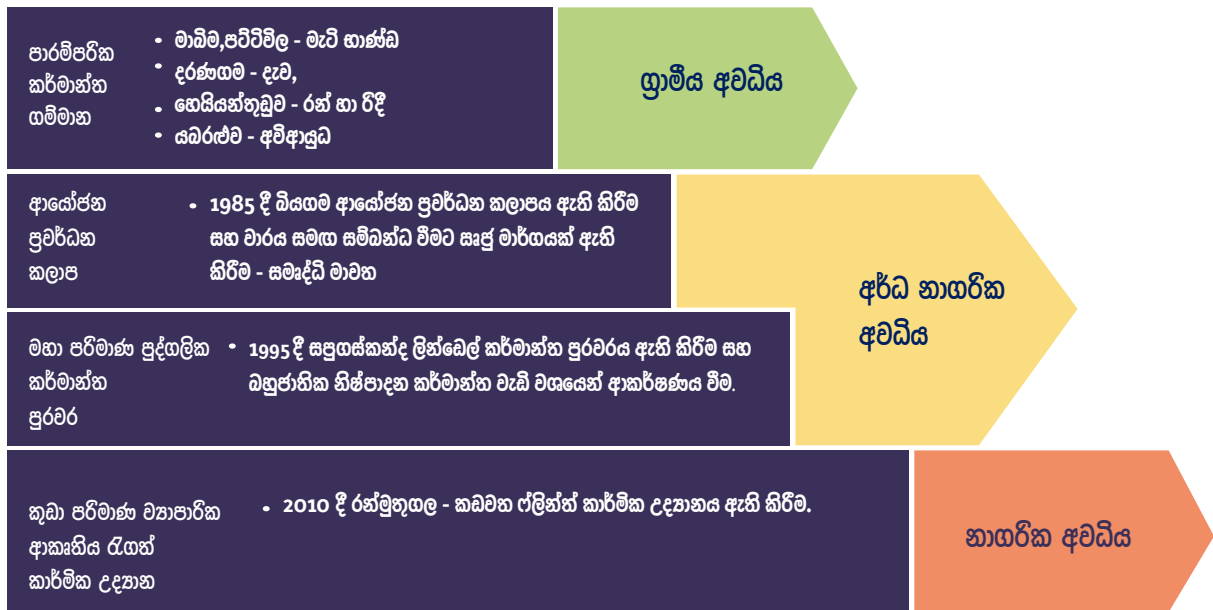 පාරම්පරික
කර්මාන්ත
ගම්මාන
• මාබිම,පට්ටිවිල - මැටි භාණ්ඩ
• දරණගම - දැව,
• හෙයියන්තුඩුව - රන් හා රිදී
• යබරළුව - අවිආයුධ
ග්‍රාමීය අවධිය
ආයෝජන
ප්‍රවර්ධන
කලාප
• 1985 දී බියගම ආයෝජන ප්‍රවර්ධන කලාපය ඇති කිරීම
සහ වාරය සමඟ සම්බන්ධ වීමට සෘජු මාර්ගයක් ඇති
කිරීම - සමෘද්ධි මාවත
අර්ධ නාගරික
අවධිය
මහා පරිමාණ පුද්ගලික
කර්මාන්ත
පුරවර
• 1995 දී සපුගස්කන්ද ලින්ඩෙල් කර්මාන්ත පුරවරය ඇති කිරීම සහ
බහුජාතික නිෂ්පාදන කර්මාන්ත වැඩි වශයෙන් ආකර්ෂණය වීම.
කුඩා පරිමාණ ව්‍යාපාරික
ආකෘතිය රැගත්
කාර්මික උද්‍යාන
• 2010 දී රන්මුතුගල - කඩවත ෆ්ලින්ත් කාර්මික උද්‍යානය ඇති කිරීම.
නාගරික අවධිය